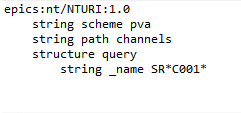 epics:nt/NTURI:1.0
    string scheme pva
    string path channels
    structure query
        string _name SR*C001*